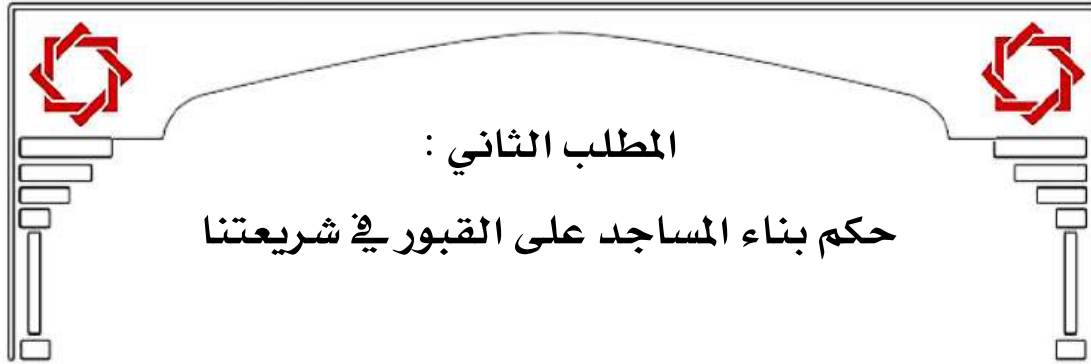 المطلب الثاني :
حكم بناء المساجد على القبور في شريعتنا